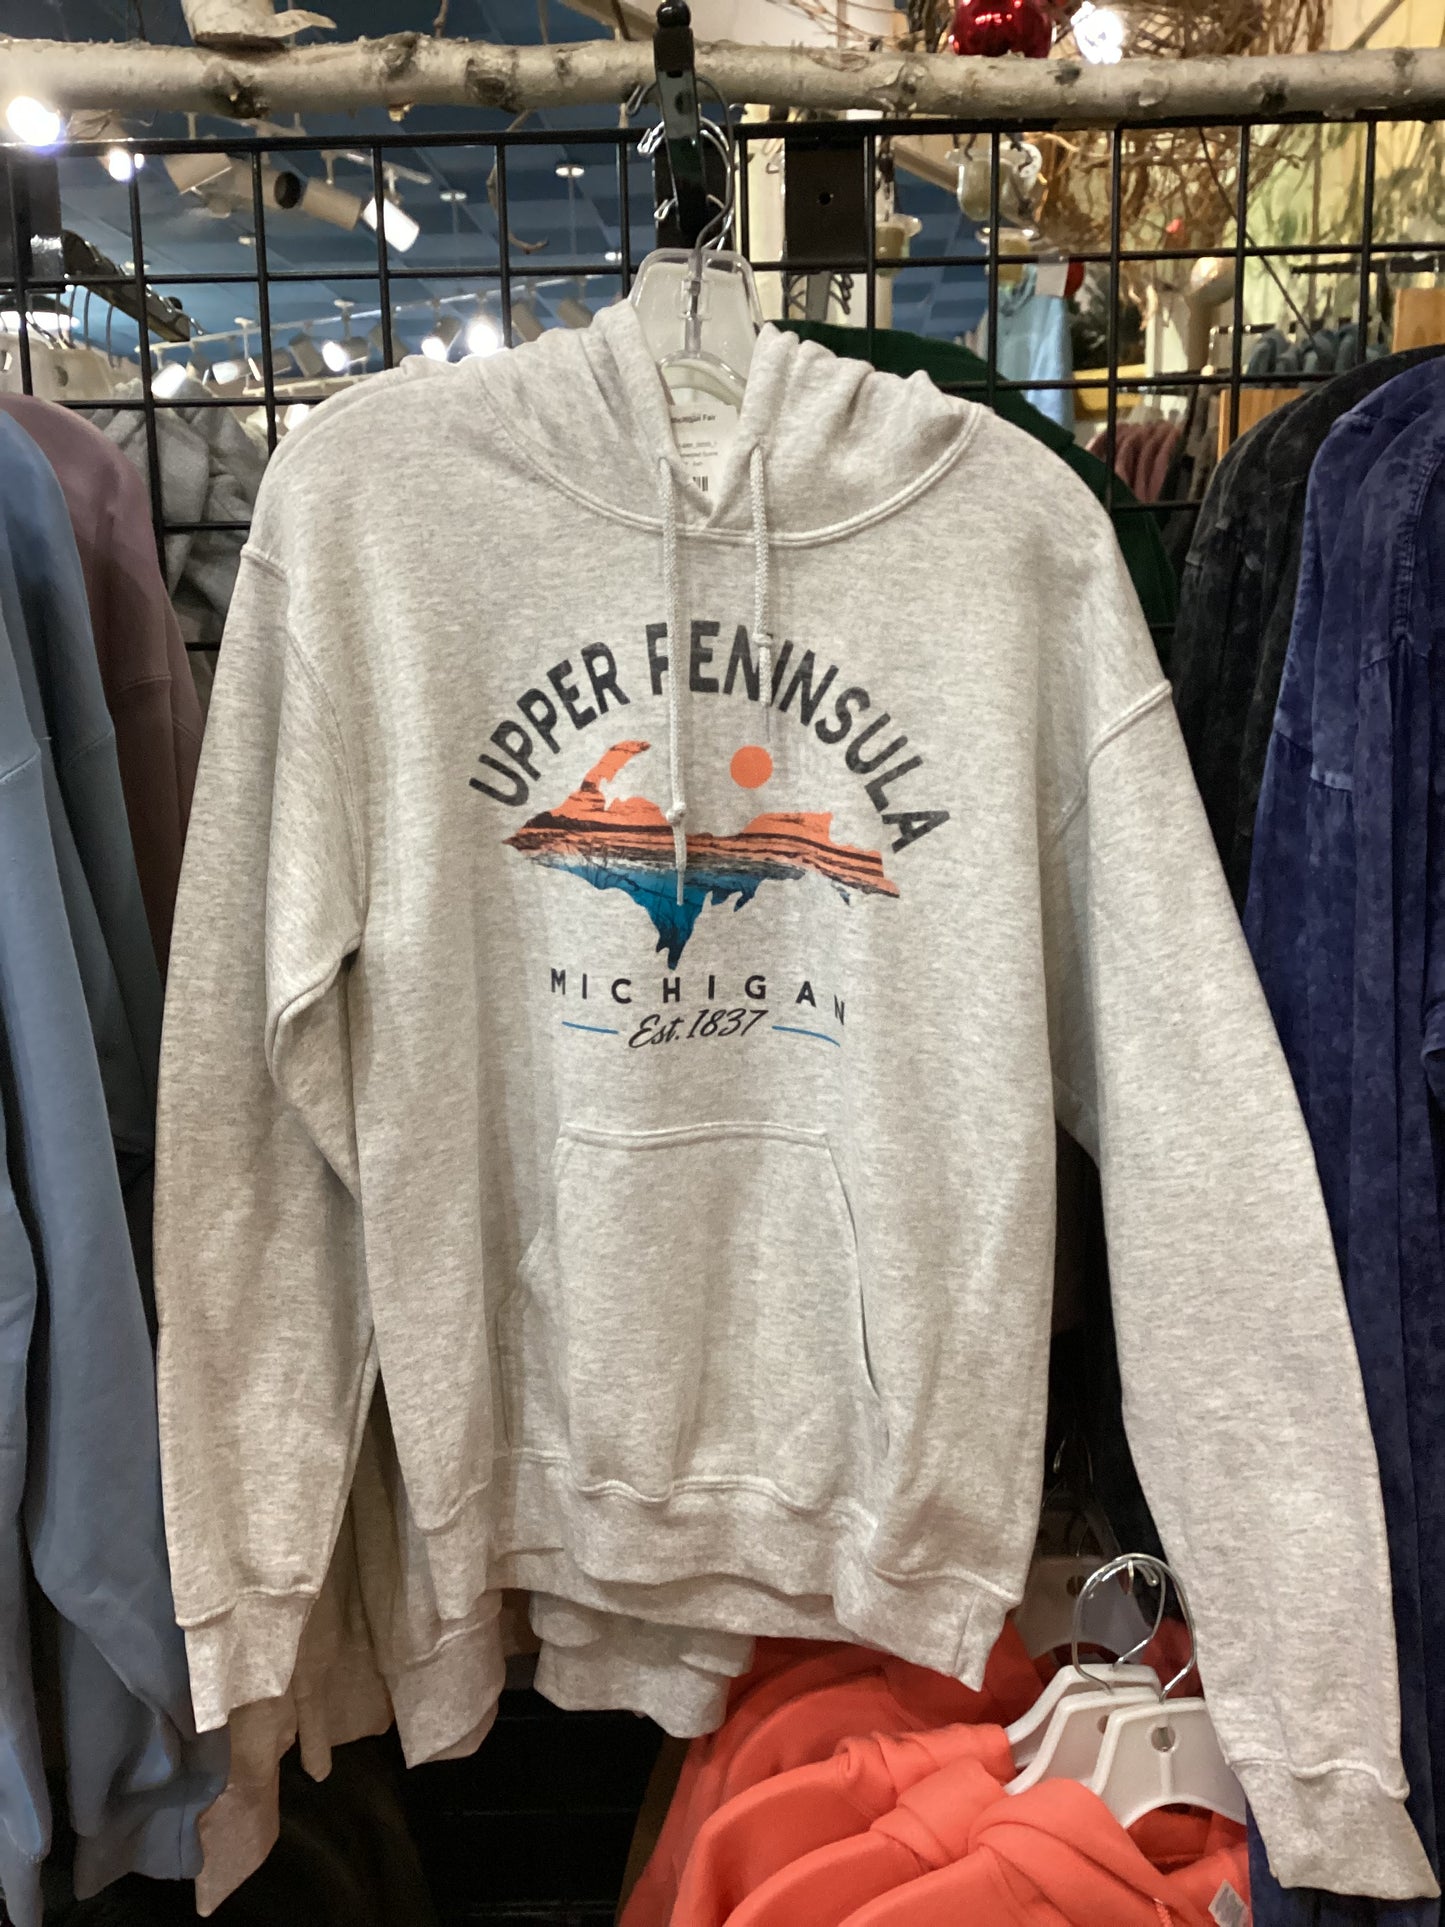 UPPER PENINSULA
MICHIGAN
Est. 1837